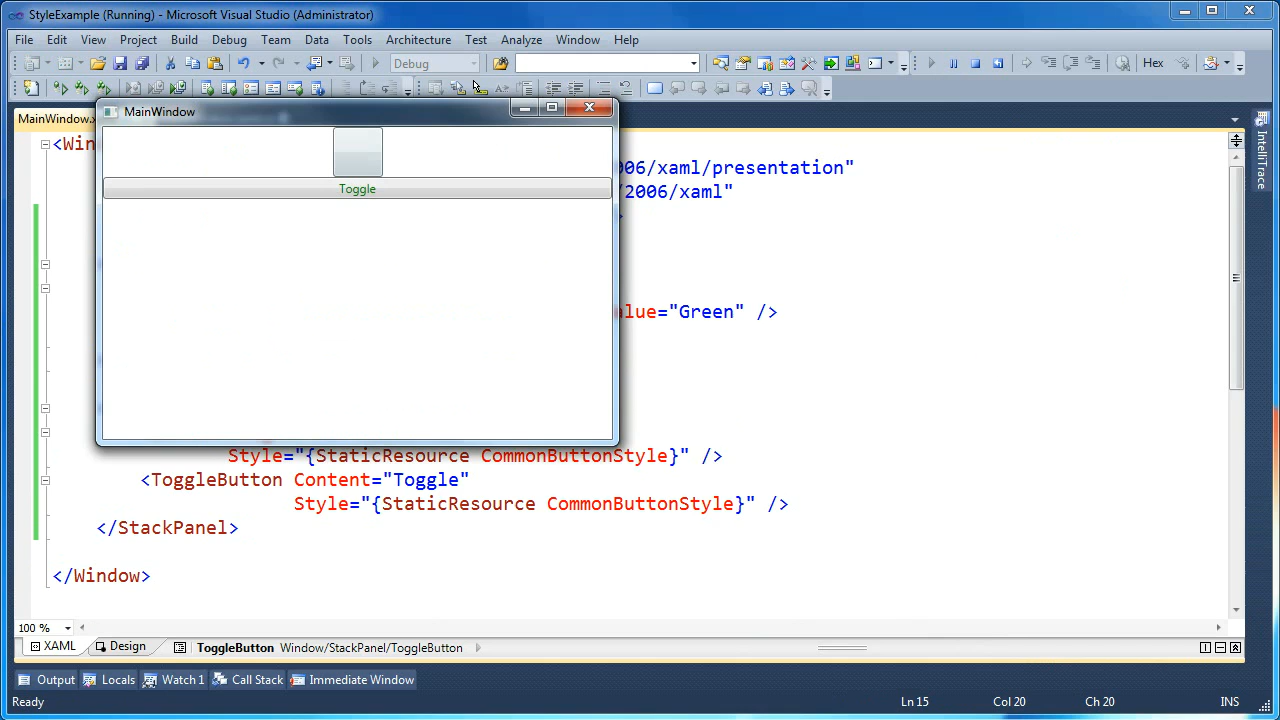 StyleExample (Running) - Microsoft Visual Studio (Administrator)
File Edit View Project Build Debug Team Data Tools Architecture Test Analyze Window Help
Debug
Hex
MainWindow.x
MainWindow
Toggle
<Win
006/xaml/presentation"
/2006/xaml"
>
alue="Green" />
Style="{StaticResource CommonButtonStyle}" />
<ToggleButton Content="Toggle"
Style="{StaticResource CommonButtonStyle}" />
</StackPanel>
</Window>
IntelliTrace
100 %
XAML Design ToggleButton Window/StackPanel/ToggleButton
Output Locals Watch 1 Call Stack Immediate Window
Ready Ln 15 Col 20 Ch 20 INS